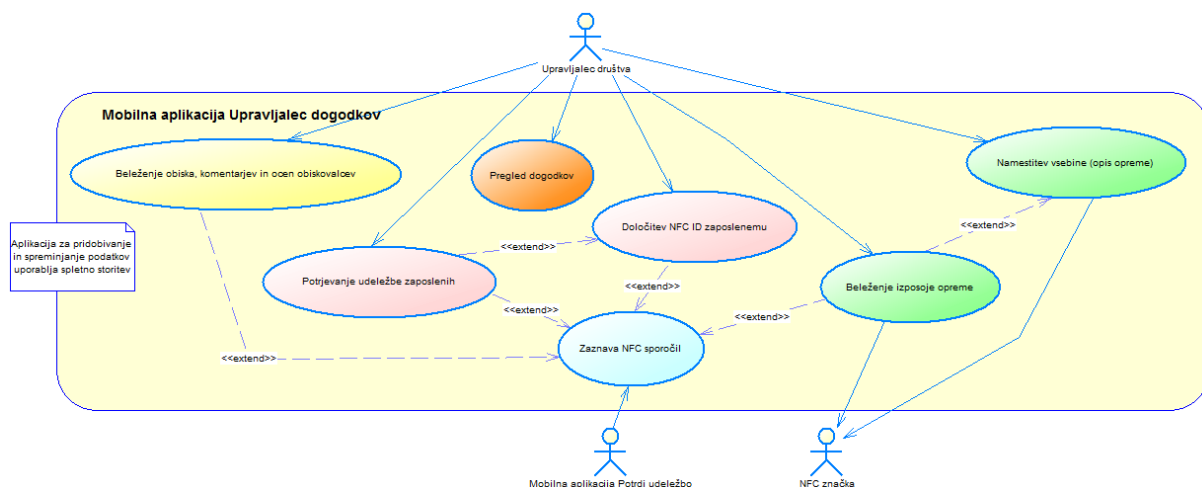 Upravljalec društva
Mobilna aplikacija Upravljalec dogodkov
Beleženje obiska, komentarjev in ocen obiskovalcev
Pregled dogodkov
Namestitev vsebine (opis opreme)
Določitev NFC ID zaposlenemu
<<extend>>
Aplikacija za pridobivanje
in spreminjanje podatkov
uporablja spletno storitev
<<extend>>
Potrjevanje udeležbe zaposlenih
<<extend>>
Beleženje izposoje opreme
<<extend>>
<<extend>>
Zaznava NFC sporočil
<<extend>>
Mobilna aplikacija Potrdi udeležbo
NFC značka